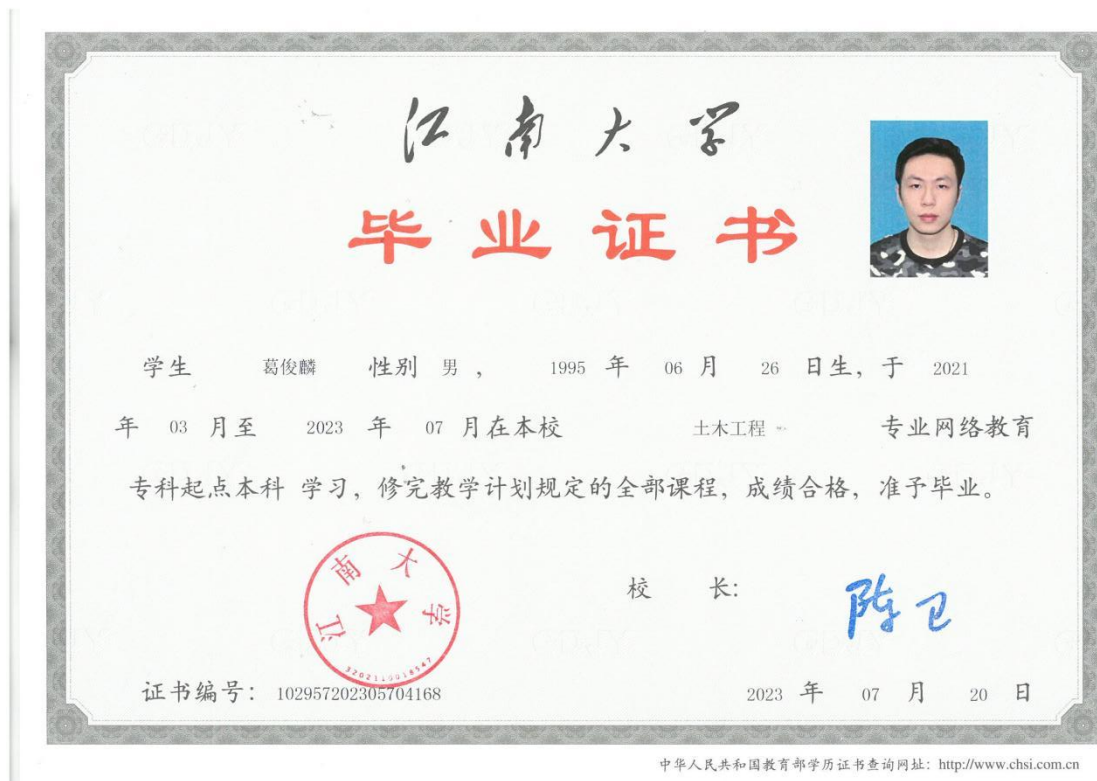 江南大学
毕业证书
学生 葛俊麟 性别 男 , 1995 年 06 月 26 日生, 于 2021
年 03 月至 2023 年 07 月在本校 土木工程 专业网络教育
专科起点本科 学习, 修完教学计划规定的全部课程, 成绩合格, 准予毕业。
江南大学
校 长: 陈卫
证书编号: 102957202305704168 2023 年 07 月 20 日
中华人民共和国教育部学历证书查询网址: http://www.chsi.com.cn